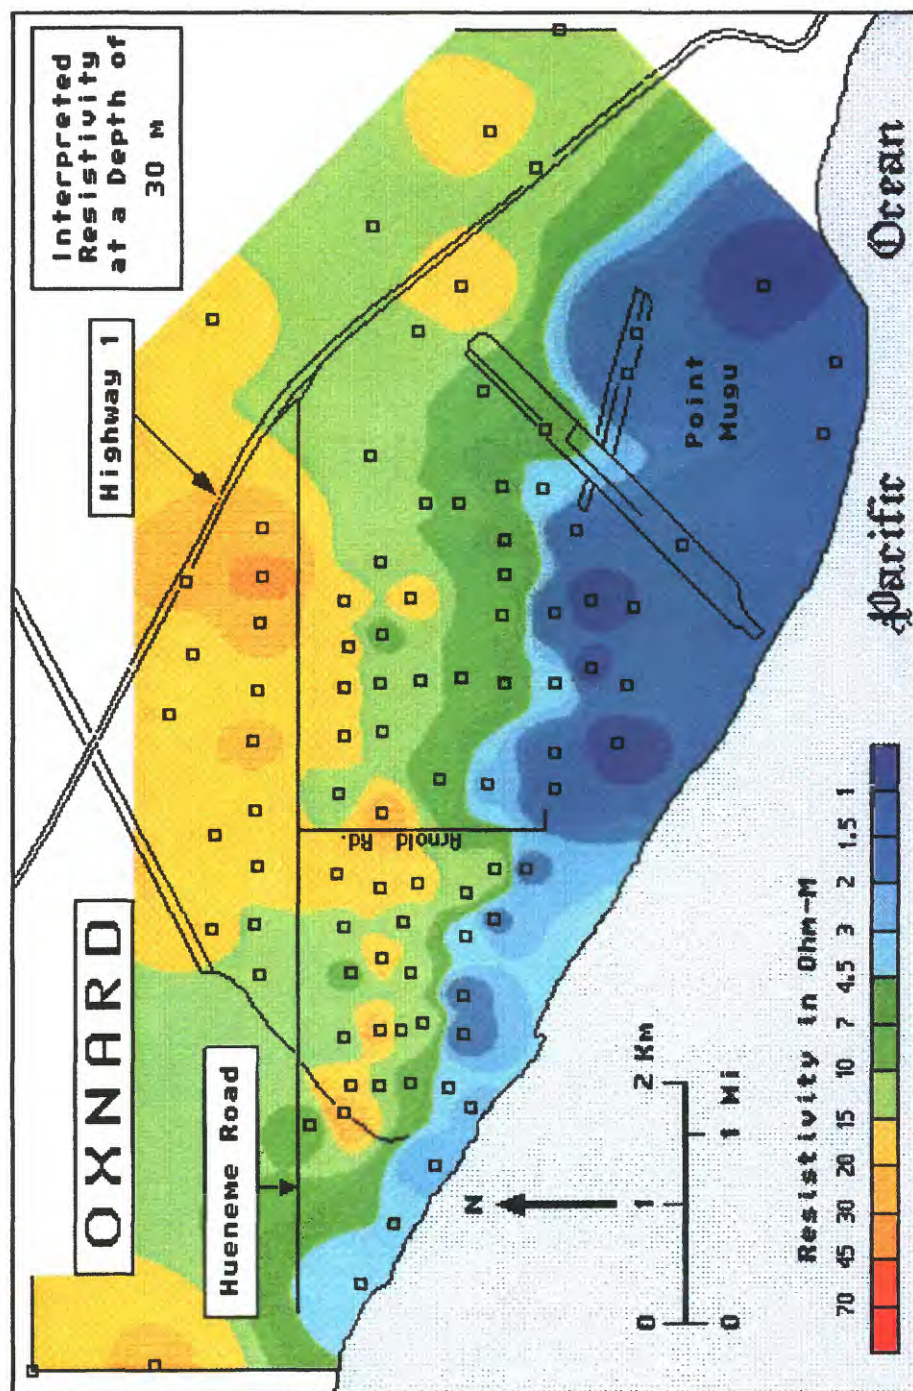 Interpreted
Resistivity
at a Depth of
30 M
Highway 1
OXNARD
Hueneme Road
Arnold Rd.
Point
Mugu
Pacific Ocean
N
0 1 2 KM
0 1 Mi
Resistivity in Ohm-M
70 45 30 20 15 10 7 4.5 3 2 1.5 1